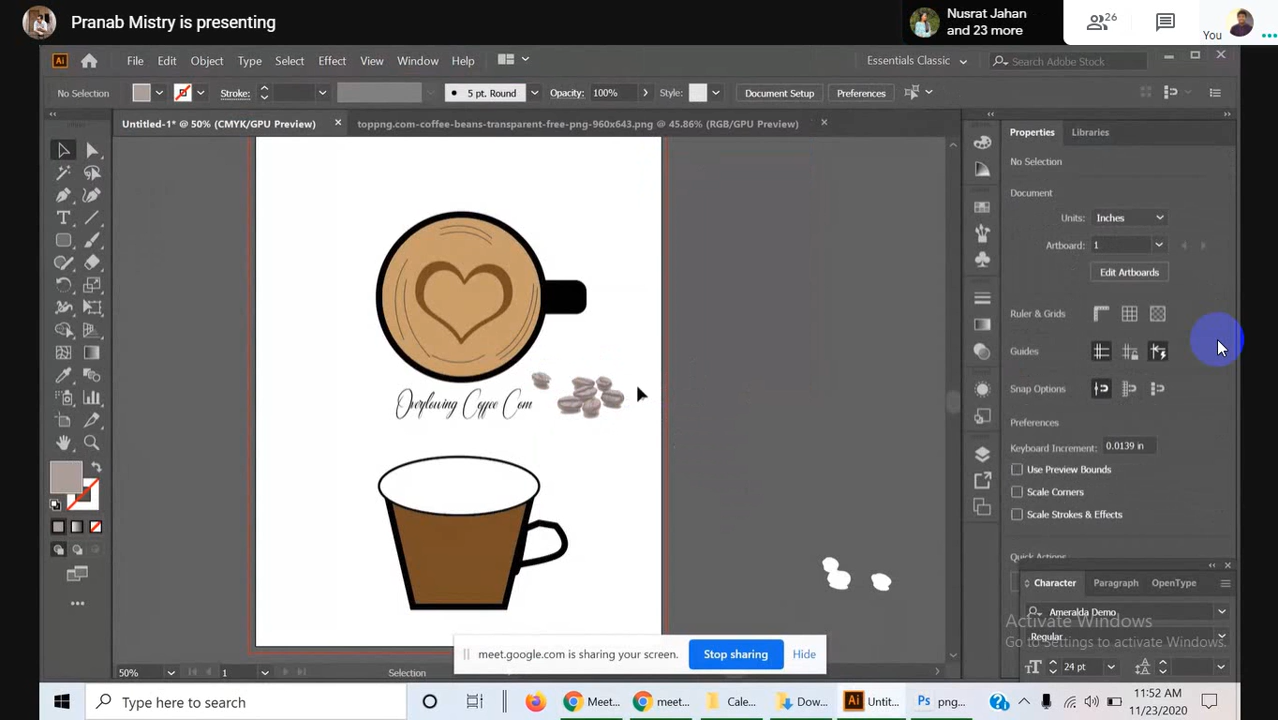 Pranab Mistry is presenting
Nusrat Jahan
and 23 more
26
You
Ai
File Edit Object Type Select Effect View Window Help
Essentials Classic
Search Adobe Stock
No Selection
Stroke:
5 pt. Round
Opacity: 100%
Style:
Document Setup
Preferences
Untitled-1* @ 50% (CMYK/GPU Preview)
toppng.com-coffee-beans-transparent-free-png-960x643.png @ 45.86% (RGB/GPU Preview)
Properties
Libraries
No Selection
Document
Units: Inches
Artboard: 1
Edit Artboards
Ruler & Grids
Guides
Snap Options
Preferences
Keyboard Increment: 0.0139 in
Use Preview Bounds
Scale Corners
Scale Strokes & Effects
Quick Actions
Overflowing Coffee Com
Character
Paragraph
OpenType
Ameralda Demo
Regular
24 pt
Activate Windows
Go to Settings to activate Windows.
meet.google.com is sharing your screen.
Stop sharing
Hide
50%
1
Selection
Type here to search
Meet...
meet...
Cale...
Dow...
Ai
Untit...
Ps
png...
11:52 AM
11/23/2020